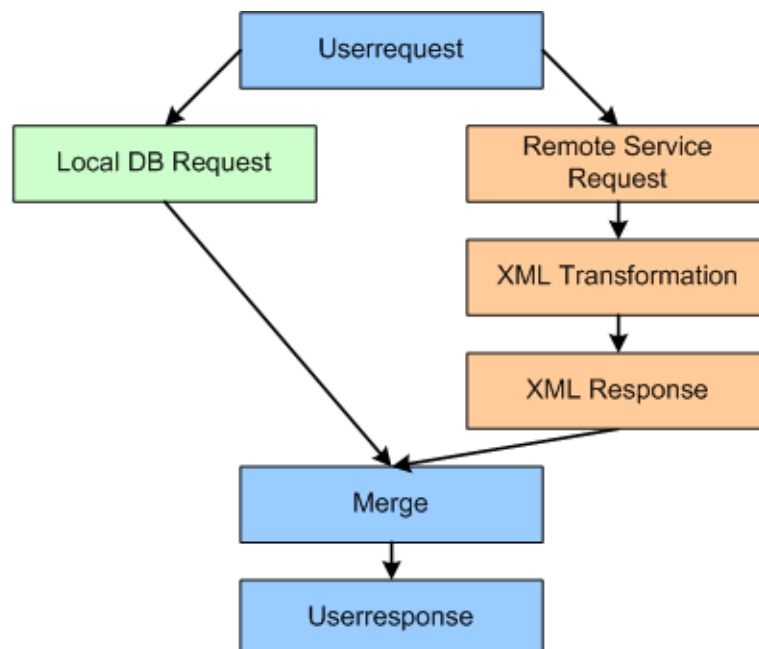 Userrequest
Local DB Request
Remote Service
Request
XML Transformation
XML Response
Merge
Userresponse